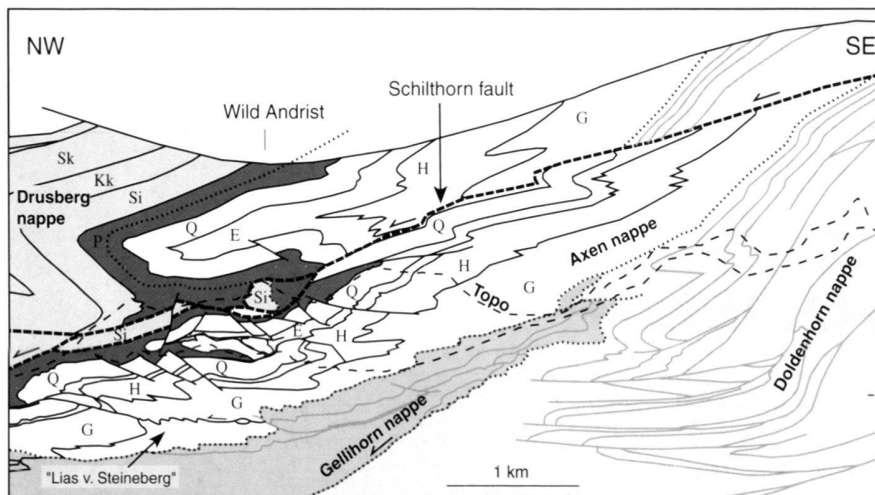 NW
SE
Schilthorn fault
Wild Andrist
G
Sk
H
Kk
Si
Drusberg
nappe
Q
Q
P
E
Axen nappe
H
Si
Q
Topo
G
Si
E
H
Q
Doldenhorn nappe
Q
H
G
G
Gellihorn nappe
"Lias v. Steineberg"
1 km